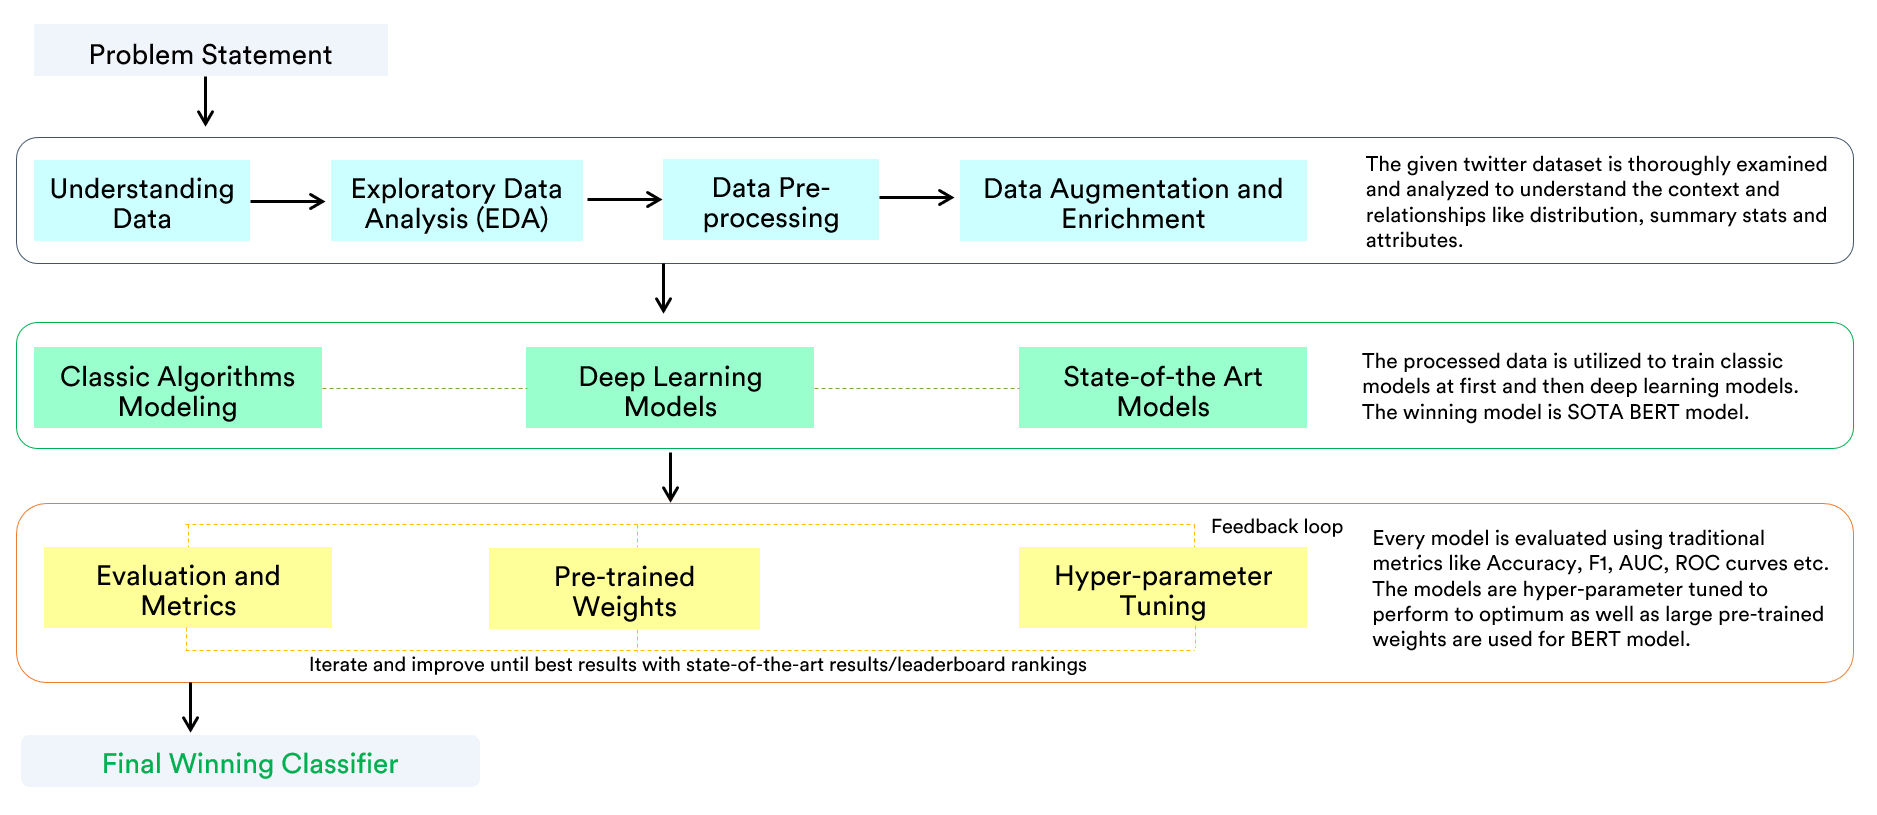 Problem Statement
Understanding
Data
Exploratory Data
Analysis (EDA)
Data Pre-
processing
Data Augmentation and
Enrichment
The given twitter dataset is thoroughly examined
and analyzed to understand the context and
relationships like distribution, summary stats and
attributes.
Classic Algorithms
Modeling
Deep Learning
Models
State-of-the Art
Models
The processed data is utilized to train classic
models at first and then deep learning models.
The winning model is SOTA BERT model.
Feedback loop
Evaluation and
Metrics
Pre-trained
Weights
Hyper-parameter
Tuning
Every model is evaluated using traditional
metrics like Accuracy, F1, AUC, ROC curves etc.
The models are hyper-parameter tuned to
perform to optimum as well as large pre-trained
weights are used for BERT model.
Iterate and improve until best results with state-of-the-art results/leaderboard rankings
Final Winning Classifier